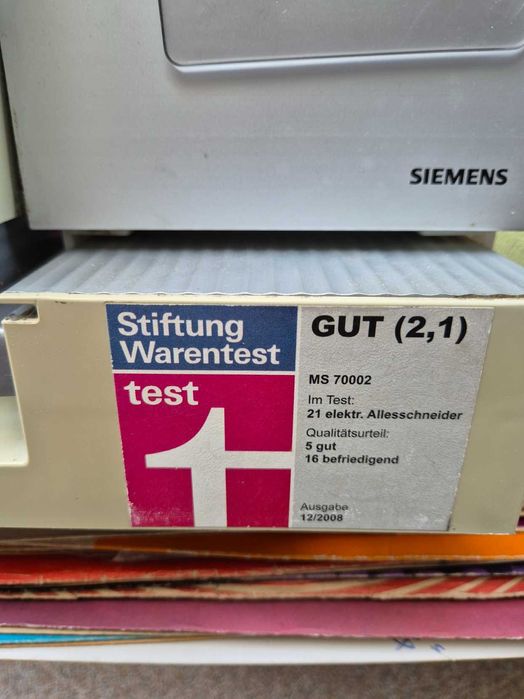 SIEMENS
Stiftung
Warentest
test
GUT (2,1)
MS 70002
Im Test:
21 elektr. Allesschneider
Qualitätsurteil:
5 gut
16 befriedigend
Ausgabe
12/2008